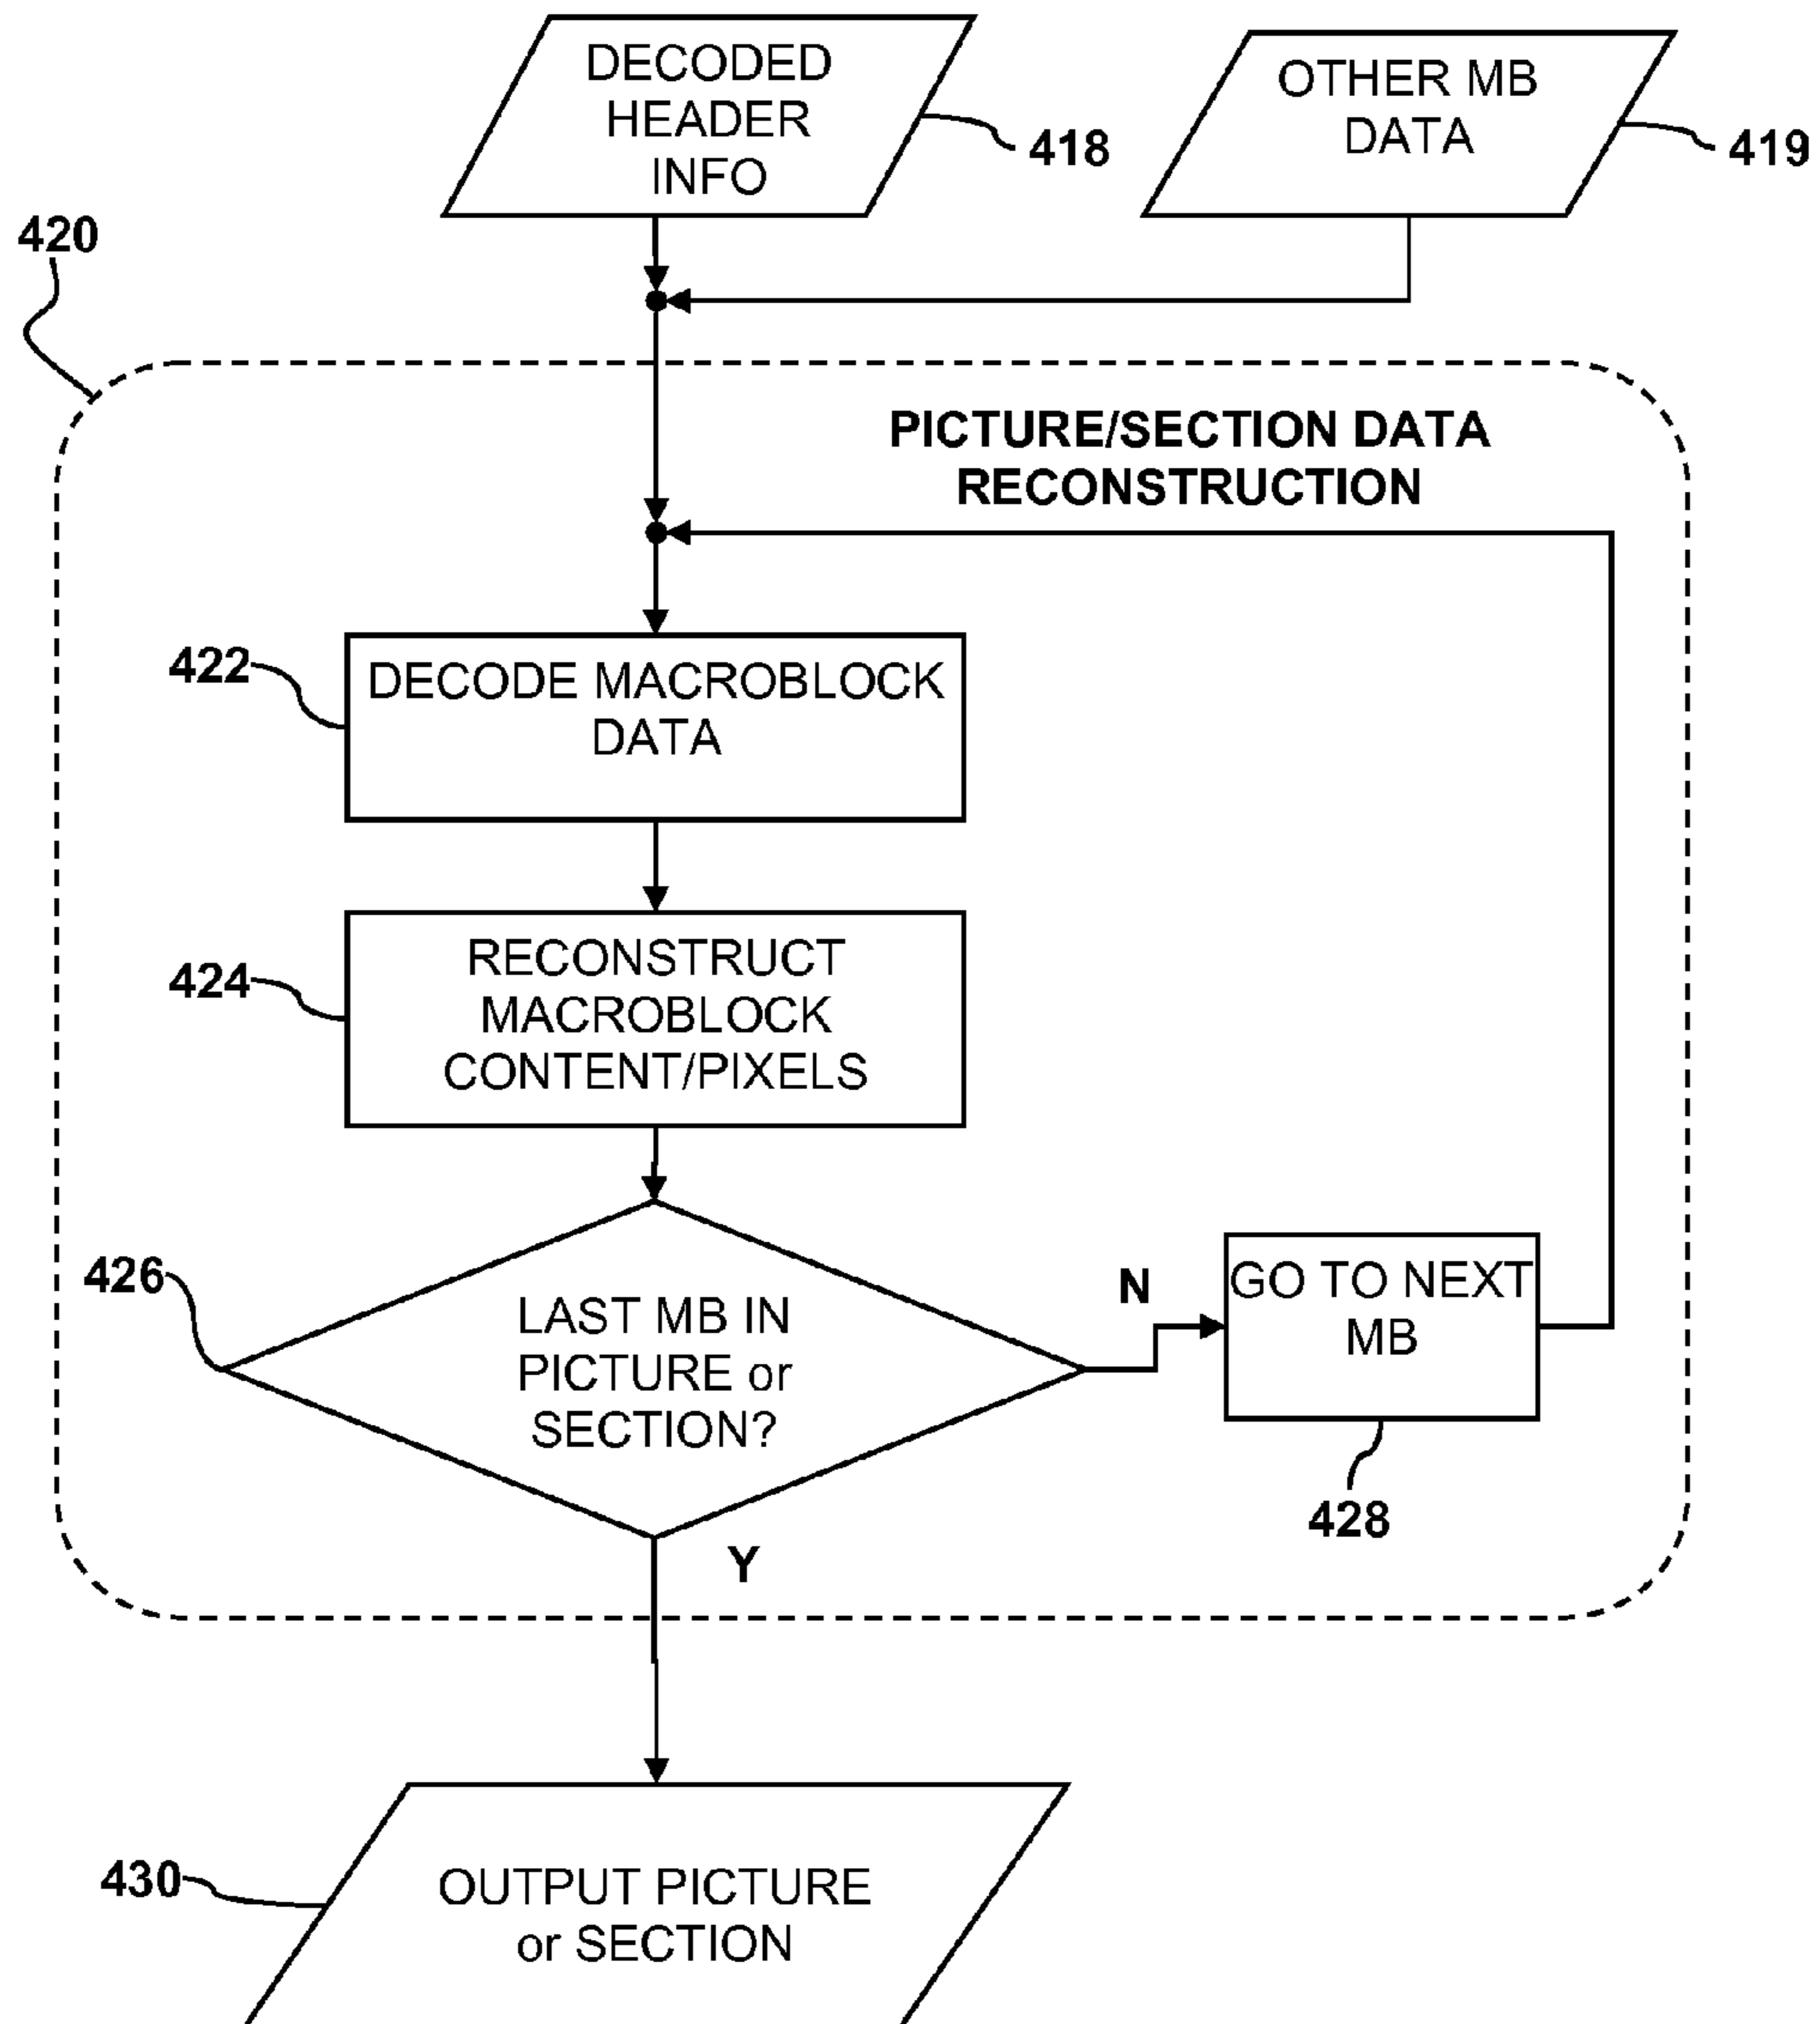 DECODED
HEADER
INFO
418
OTHER MB
DATA
419
420
PICTURE/SECTION DATA
RECONSTRUCTION
422
DECODE MACROBLOCK
DATA
424
RECONSTRUCT
MACROBLOCK
CONTENT/PIXELS
426
LAST MB IN
PICTURE or
SECTION?
N
GO TO NEXT
MB
428
Y
430
OUTPUT PICTURE
or SECTION